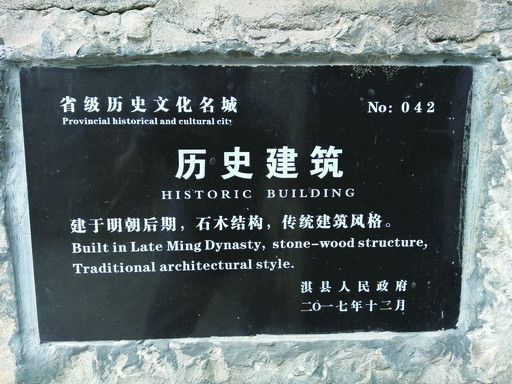 省级历史文化名城
Provincial historical and cultural city
No: 042
历史建筑
HISTORIC BUILDING
建于明朝后期，石木结构，传统建筑风格。
Built in Late Ming Dynasty, stone-wood structure,
Traditional architectural style.
淇县人民政府
二〇一七年十二月